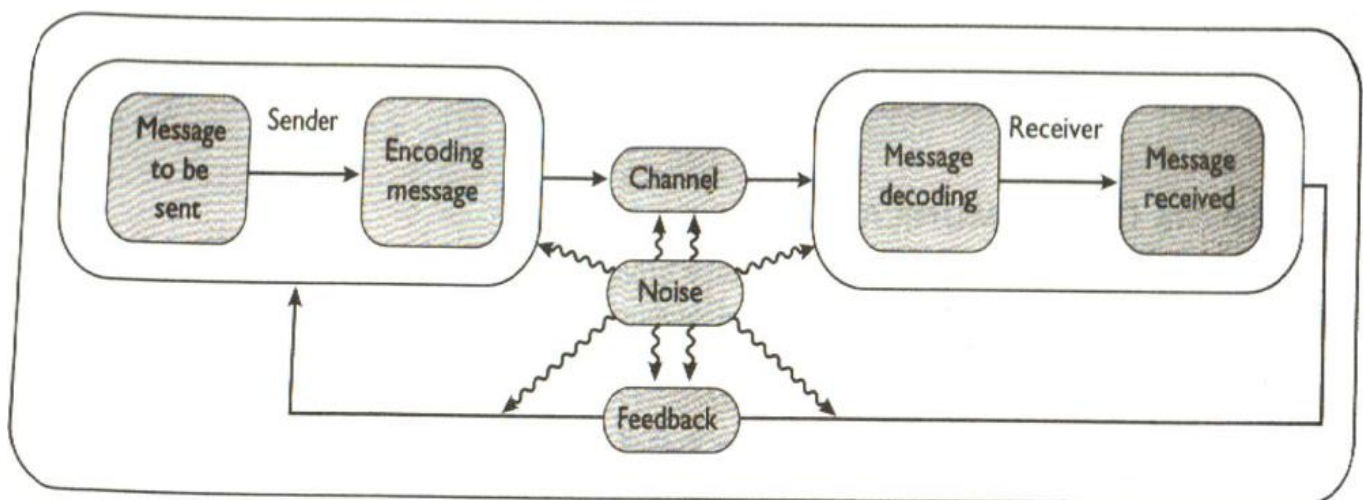 Message
to be
sent
Sender
Encoding
message
Channel
Message
decoding
Receiver
Message
received
Noise
Feedback